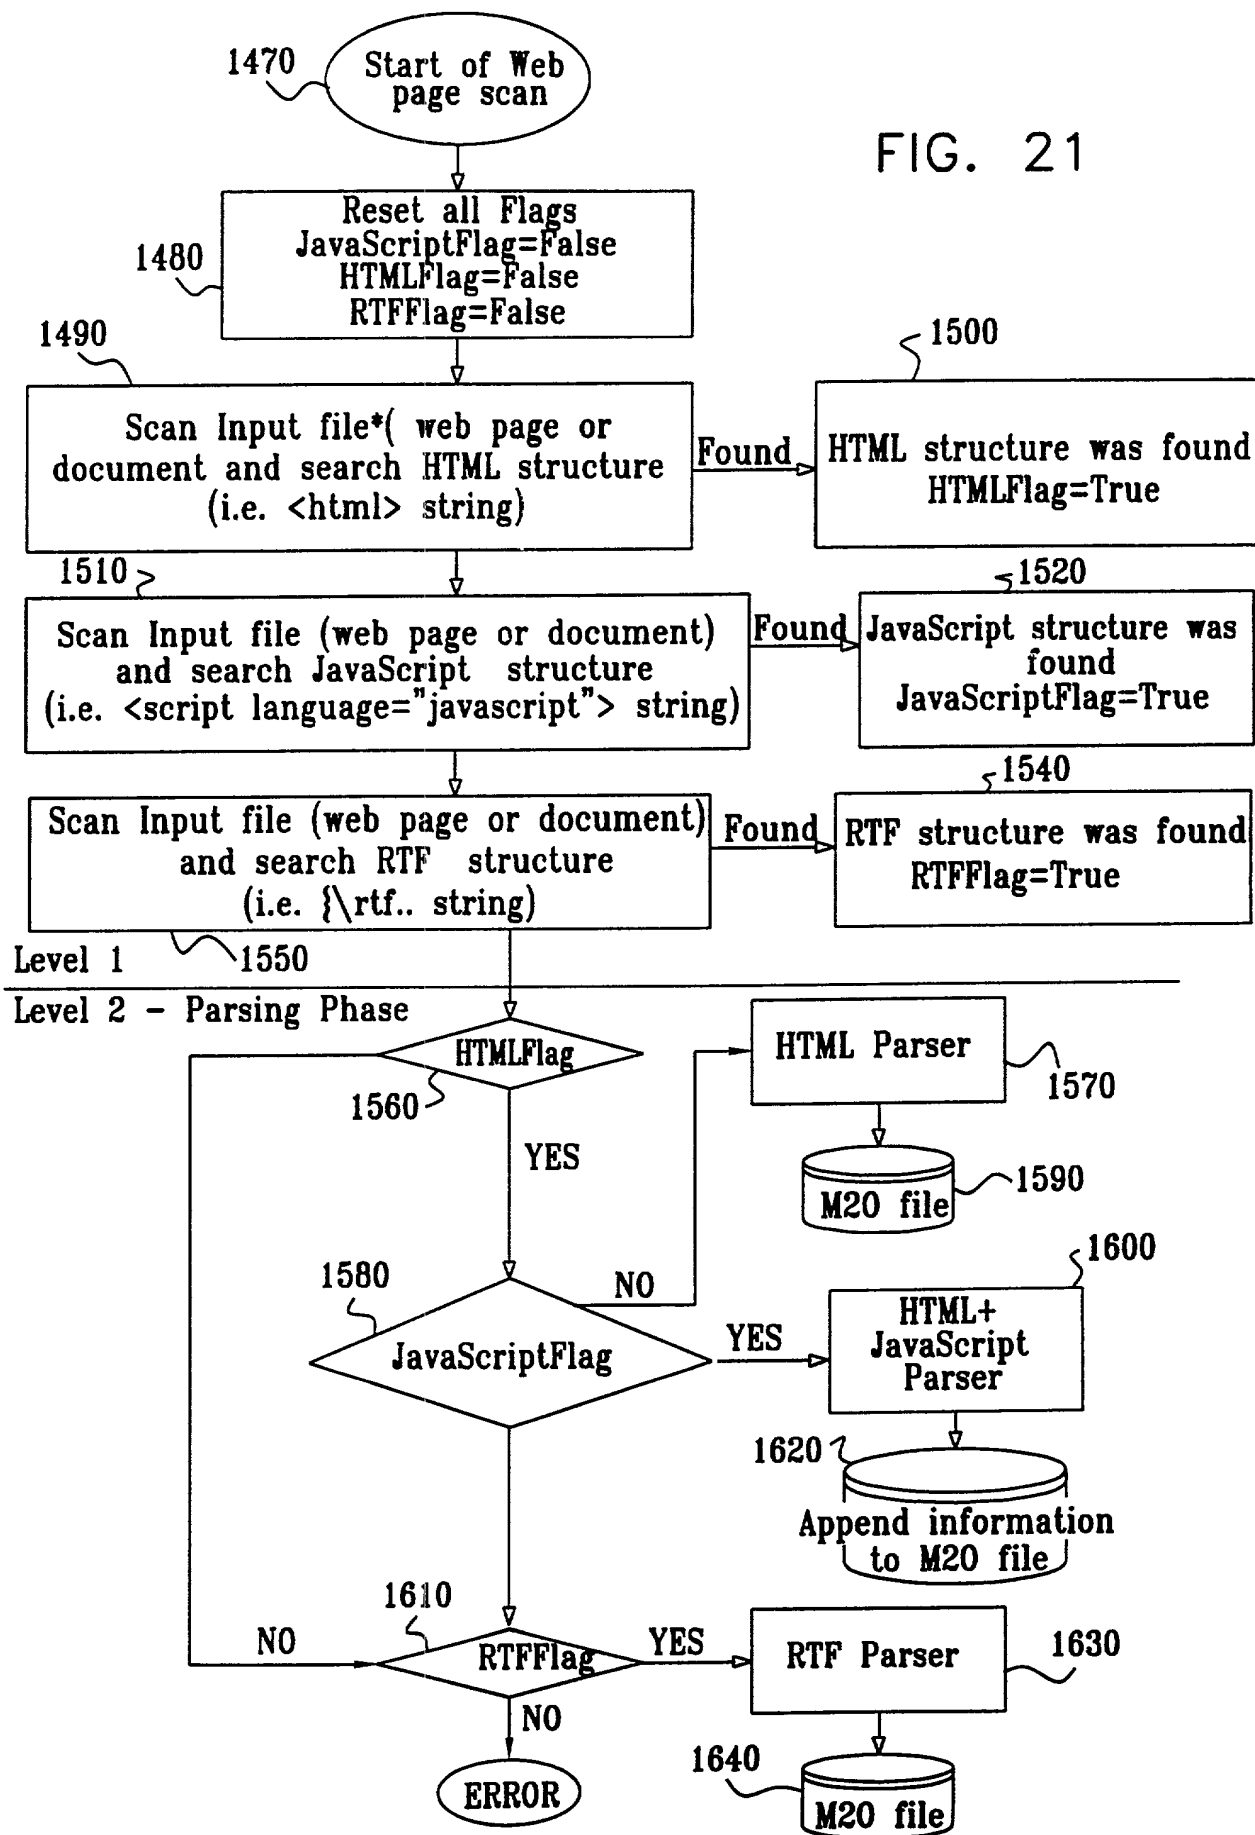 1470
Start of Web
page scan
FIG. 21
1480
Reset all Flags
JavaScriptFlag=False
HTMLFlag=False
RTFFlag=False
1490
1500
Scan Input file*( web page or
document and search HTML structure
(i.e. <html> string)
Found
HTML structure was found
HTMLFlag=True
1510
1520
Scan Input file (web page or document)
and search JavaScript structure
(i.e. <script language="javascript"> string)
Found
JavaScript structure was
found
JavaScriptFlag=True
1540
Scan Input file (web page or document)
and search RTF structure
(i.e. {\rtf.. string)
Found
RTF structure was found
RTFFlag=True
Level 1
1550
Level 2 - Parsing Phase
HTMLFlag
1560
HTML Parser
1570
YES
M20 file
1590
1580
NO
1600
JavaScriptFlag
YES
HTML+
JavaScript
Parser
1620
Append information
to M20 file
1610
NO
RTFFlag
YES
RTF Parser
1630
NO
ERROR
1640
M20 file